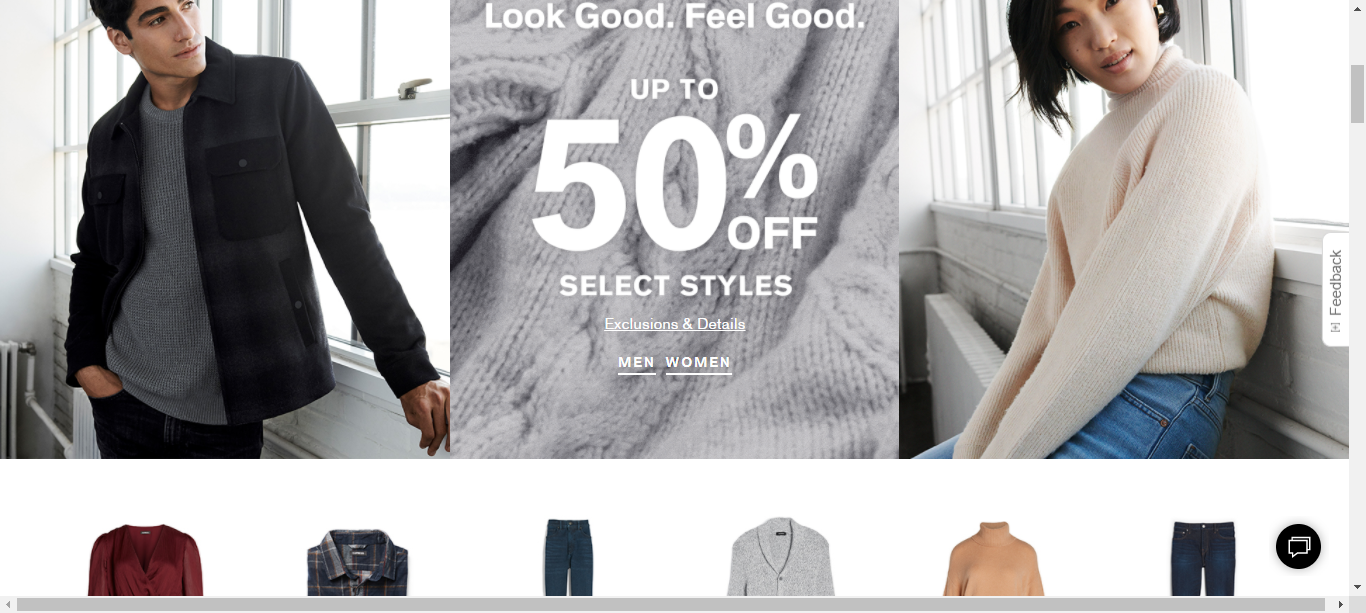 Look Good. Feel Good.
UP TO
50% OFF
SELECT STYLES
Exclusions & Details
MEN WOMEN
Feedback